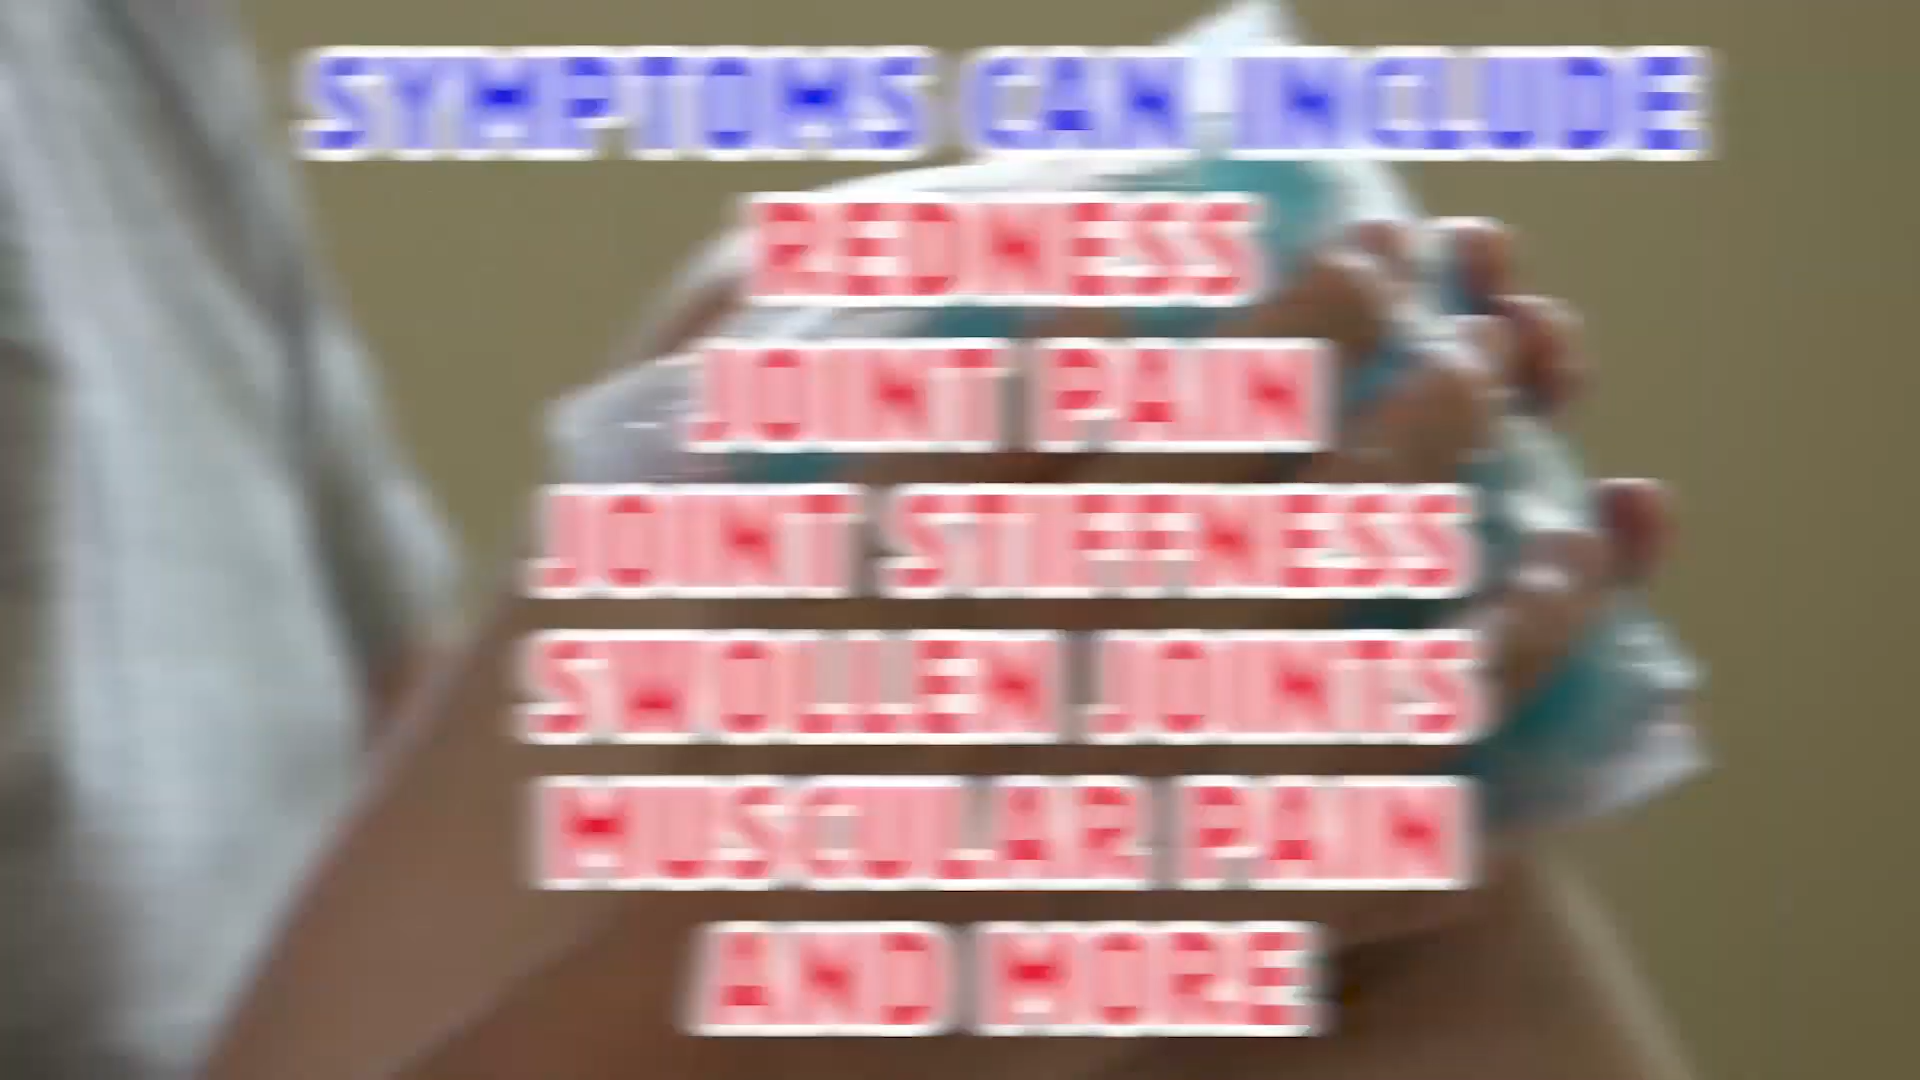 SYMPTOMS CAN INCLUDE
REDNESS
JOINT PAIN
JOINT STIFFNESS
SWOLLEN JOINTS
MUSCULAR PAIN
AND MORE